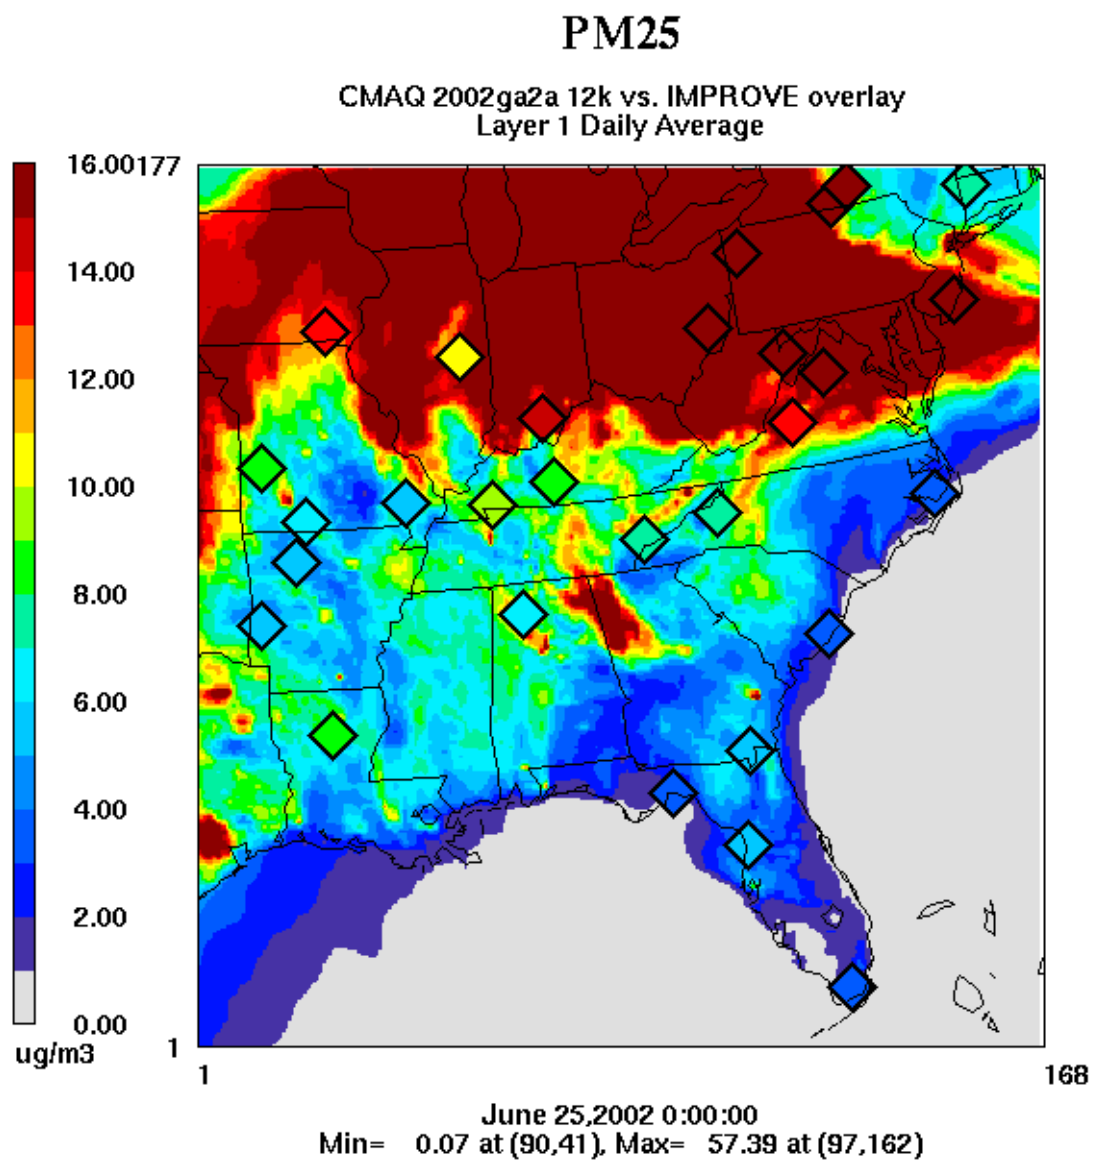 PM25
CMAQ 2002ga2a 12k vs. IMPROVE overlay
Layer 1 Daily Average
16.00
177
14.00
12.00
10.00
8.00
6.00
4.00
2.00
0.00
ug/m3
1
1
168
June 25,2002 0:00:00
Min= 0.07 at (90,41), Max= 57.39 at (97,162)